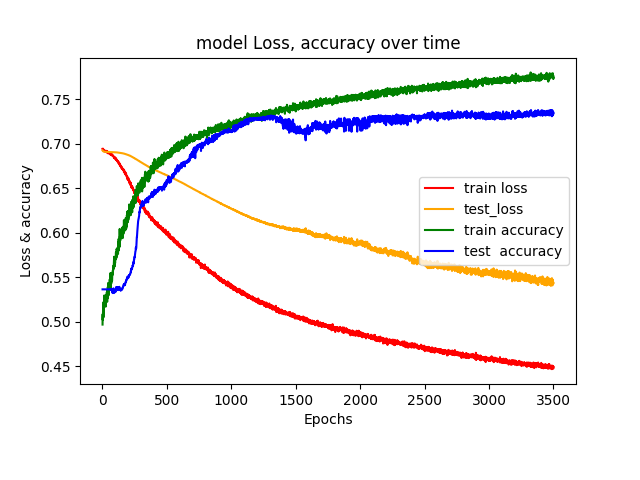 model Loss, accuracy over time
Loss & accuracy
0.75
0.70
0.65
0.60
0.55
0.50
0.45
train loss
test_loss
train accuracy
test  accuracy
0 500 1000 1500 2000 2500 3000 3500
Epochs